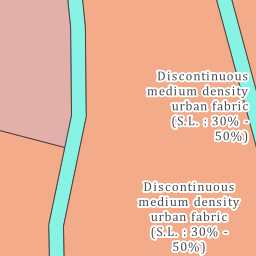 Discontinuous
medium density
urban fabric
(S.L. : 30% -
50%)
Discontinuous
medium density
urban fabric
(S.L. : 30% -
50%)